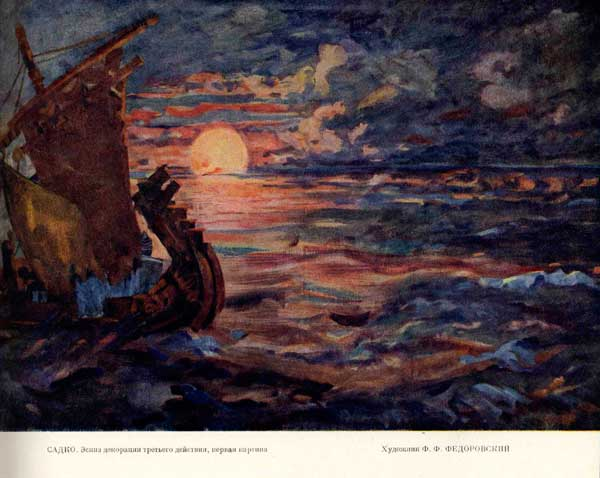 САДКО. Эскиз декорации третьего действия, первая картина
Художник Ф. Ф. ФЕДОРОВСКИЙ